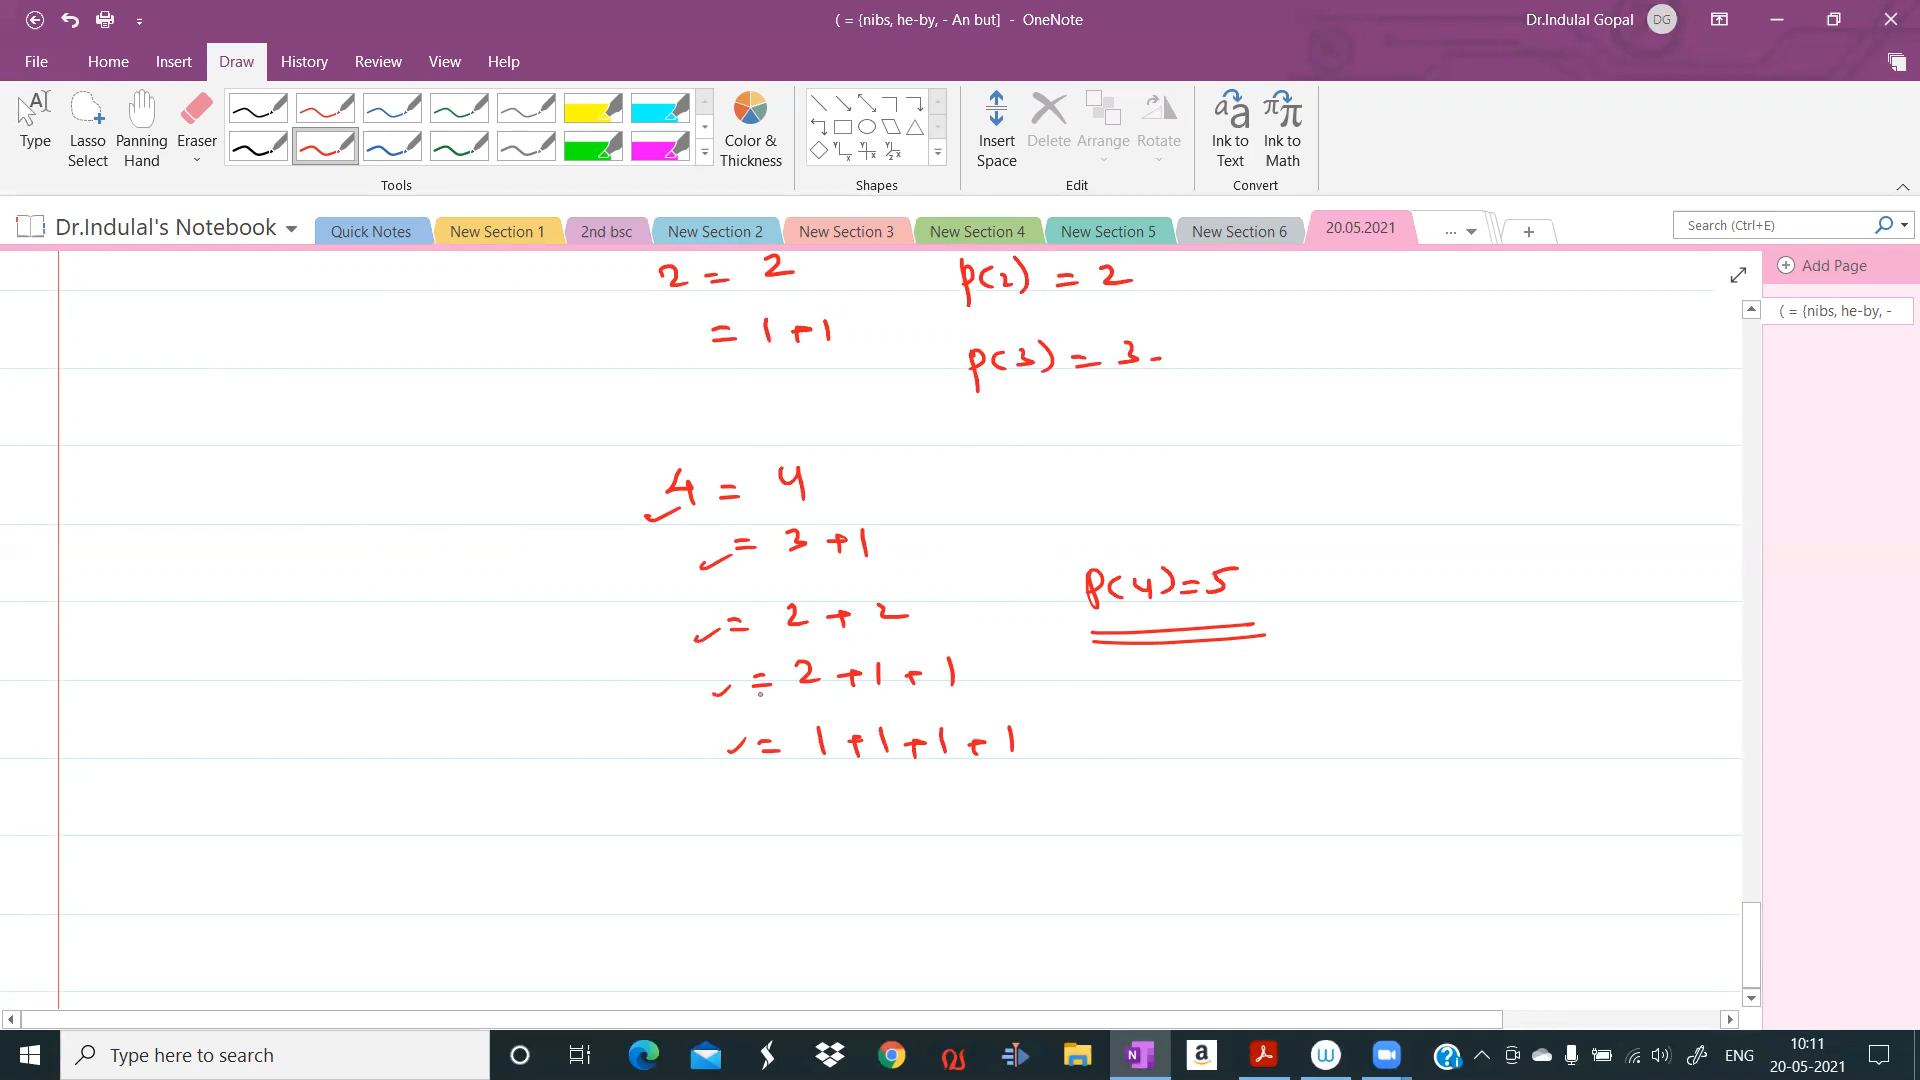 ( = {nibs, he-by, - An but] - OneNote
Dr.Indulal Gopal DG
File Home Insert Draw History Review View Help
Type
Lasso Select
Panning Hand
Eraser
Color & Thickness
Insert Space
Delete
Arrange
Rotate
Ink to Text
Ink to Math
Tools Shapes Edit Convert
Dr.Indulal's Notebook Quick Notes New Section 1 2nd bsc New Section 2 New Section 3 New Section 4 New Section 5 New Section 6 20.05.2021 ... + Search (Ctrl+E)
Add Page
( = {nibs, he-by, -
2 = 2 p(2) = 2
= 1 + 1
p(3) = 3 -
4 = 4
= 3 + 1
p(4) = 5
= 2 + 2
= 2 + 1 + 1
= 1 + 1 + 1 + 1
Type here to search
ENG
10:11
20-05-2021